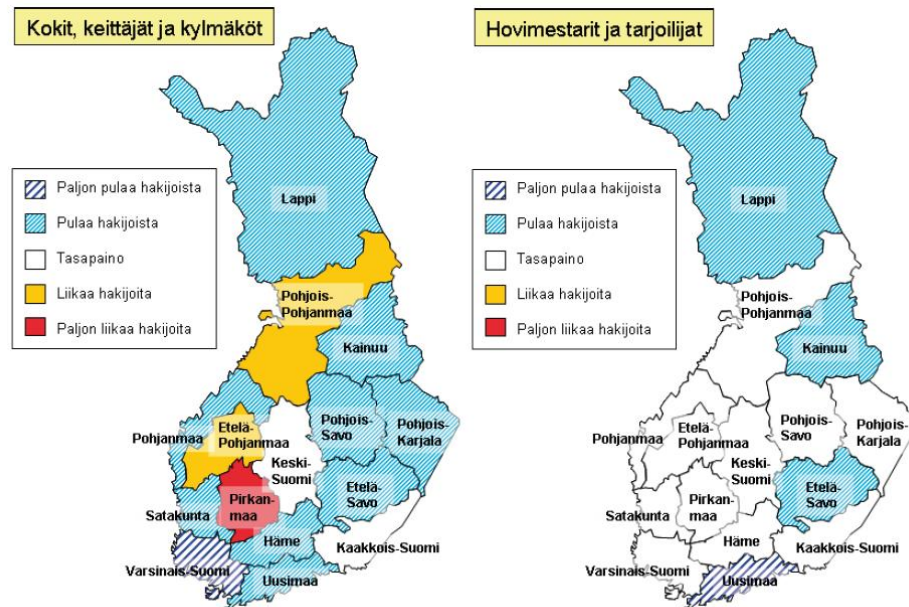 Kokit, keittäjät ja kylmäköt
Paljon pulaa hakijoista
Pulaa hakijoista
Tasapaino
Liikaa hakijoita
Paljon liikaa hakijoita
Lappi
Pohjois-
Pohjanmaa
Kainuu
Pohjanmaa
Etelä-
Pohjanmaa
Keski-
Suomi
Pohjois-
Savo
Pohjois-
Karjala
Etelä-
Savo
Satakunta
Pirkan-
maa
Häme
Kaakkois-Suomi
Varsinais-Suomi
Uusimaa
Hovimestarit ja tarjoilijat
Paljon pulaa hakijoista
Pulaa hakijoista
Tasapaino
Liikaa hakijoita
Paljon liikaa hakijoita
Lappi
Pohjois-
Pohjanmaa
Kainuu
Pohjanmaa
Etelä-
Pohjanmaa
Keski-
Suomi
Pohjois-
Savo
Pohjois-
Karjala
Etelä-
Savo
Satakunta
Pirkan-
maa
Häme
Kaakkois-Suomi
Varsinais-Suomi
Uusimaa